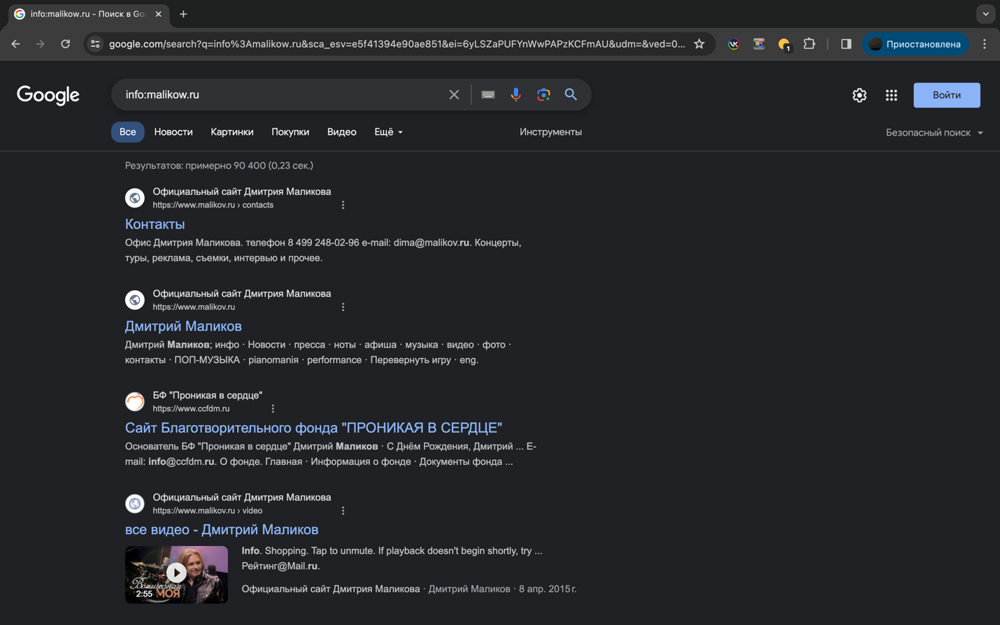 info:malikow.ru - Поиск в Go
google.com/search?q=info%3Amalikow.ru&sca_esv=e5f41394e90ae851&ei=6yLSZaPUFYnWwPAPzKCFmAU&udm=&ved=0...
1
Приостановлена
Google
info:malikow.ru
Войти
Все
Новости
Картинки
Покупки
Видео
Ещё
Инструменты
Безопасный поиск
Результатов: примерно 90 400 (0,23 сек.)
Официальный сайт Дмитрия Маликова
https://www.malikov.ru › contacts
Контакты
Офис Дмитрия Маликова. телефон 8 499 248-02-96 e-mail: dima@malikov.ru. Концерты,
туры, реклама, съемки, интервью и прочее.
Официальный сайт Дмитрия Маликова
https://www.malikov.ru
Дмитрий Маликов
Дмитрий Маликов; инфо · Новости · пресса · ноты · афиша · музыка · видео · фото ·
контакты · ПОП-МУЗЫКА · pianomaniя · performance · Перевернуть игру · eng.
БФ "Проникая в сердце"
https://www.ccfdm.ru
Сайт Благотворительного фонда "ПРОНИКАЯ В СЕРДЦЕ"
Основатель БФ "Проникая в сердце" Дмитрий Маликов · С Днём Рождения, Дмитрий ... E-
mail: info@ccfdm.ru. О фонде. Главная · Информация о фонде · Документы фонда ...
Официальный сайт Дмитрия Маликова
https://www.malikov.ru › video
все видео - Дмитрий Маликов
Волшебная
МОЯ
2:55
Info. Shopping. Tap to unmute. If playback doesn't begin shortly, try ...
Рейтинг@Mail.ru.
Официальный сайт Дмитрия Маликова · Дмитрий Маликов · 8 апр. 2015 г.